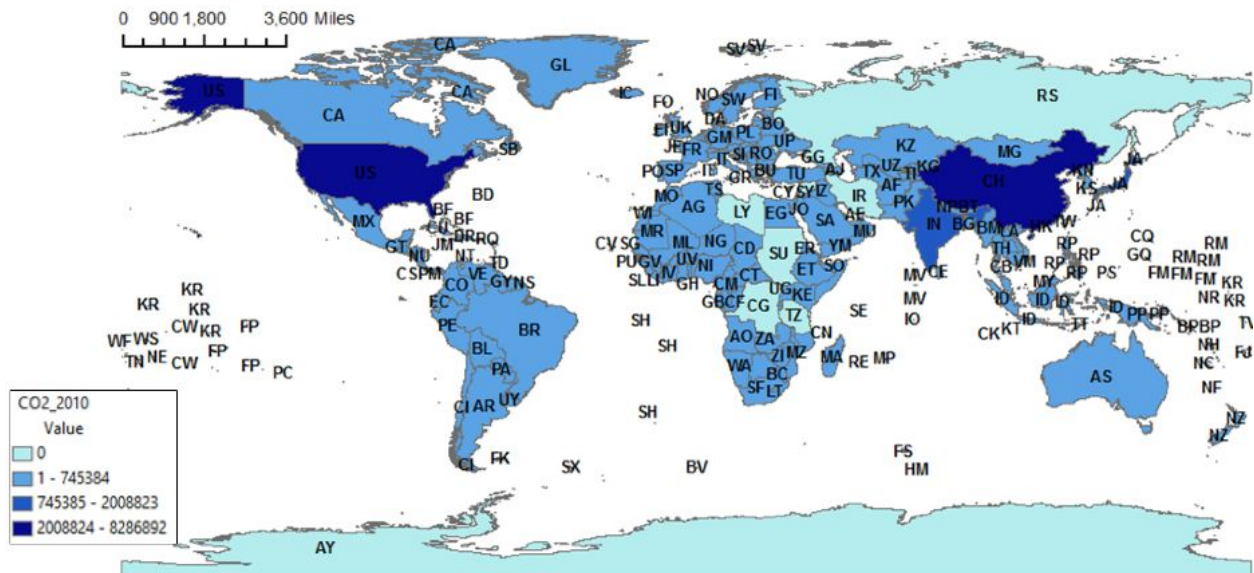 0 900 1,800 3,600 Miles
CA SV SV
GL
US CA IC FO NO SW FI RS
CA DA
EI UK GM PL BO
SB JE FR UP KZ MG
US IT SI RO GG UZ KG JA
PO SP IT BU AJ TX TI CH KN
GR TU AF KS JA
BD MO TS CY SY IZ IR JA
MX BF AG LY EG JO PK NP BT TW
BF WI SA AE IN BG HK
CU DR RQ MR MU BM LA CQ
GT JM CV SG ML NG CD SU ER YM TH RP RP GQ RM
NU NT TD PU GV UV NI CT ET SO MV CE CB VM RP RP PS RM RM
CS PM VE GY NS SL LI IV GH CM UG MY FM FM FM KR
KR KR CO GB CF CG KE MV ID ID ID ID NR KR
KR EC SE IO ID PP PP
CW KR FP PE BR SH TZ CN CK KT TT BP BP TV
WF WS AO ZA NH FJ
TN NE CW FP BL SH ZI MZ MA RE MP NC
FP PC PA WA BC AS NF
CI AR UY SF LT
SH NZ
NZ
CI FK SX BV FS
HM
AY
CO2_2010
Value
0
1 - 745384
745385 - 2008823
2008824 - 8286892